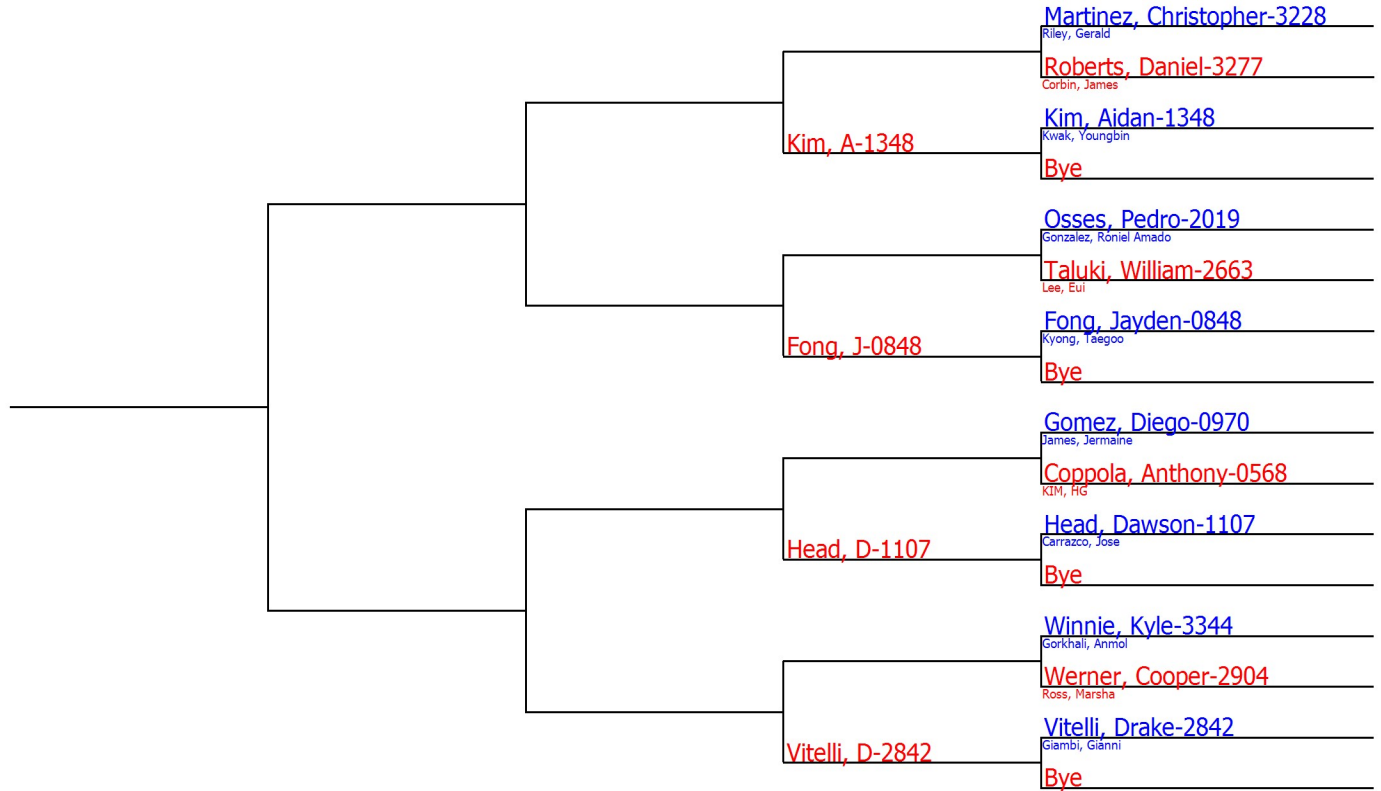 Martinez, Christopher-3228
Riley, Gerald
Roberts, Daniel-3277
Corbin, James
Kim, Aidan-1348
Kwak, Youngbin
Kim, A-1348
Bye
Osses, Pedro-2019
Gonzalez, Roniel Amado
Taluki, William-2663
Lee, Eui
Fong, Jayden-0848
Kyong, Taegoo
Fong, J-0848
Bye
Gomez, Diego-0970
James, Jermaine
Coppola, Anthony-0568
KIM, HG
Head, Dawson-1107
Carrazco, Jose
Head, D-1107
Bye
Winnie, Kyle-3344
Gorkhali, Anmol
Werner, Cooper-2904
Ross, Marsha
Vitelli, Drake-2842
Giambi, Gianni
Vitelli, D-2842
Bye